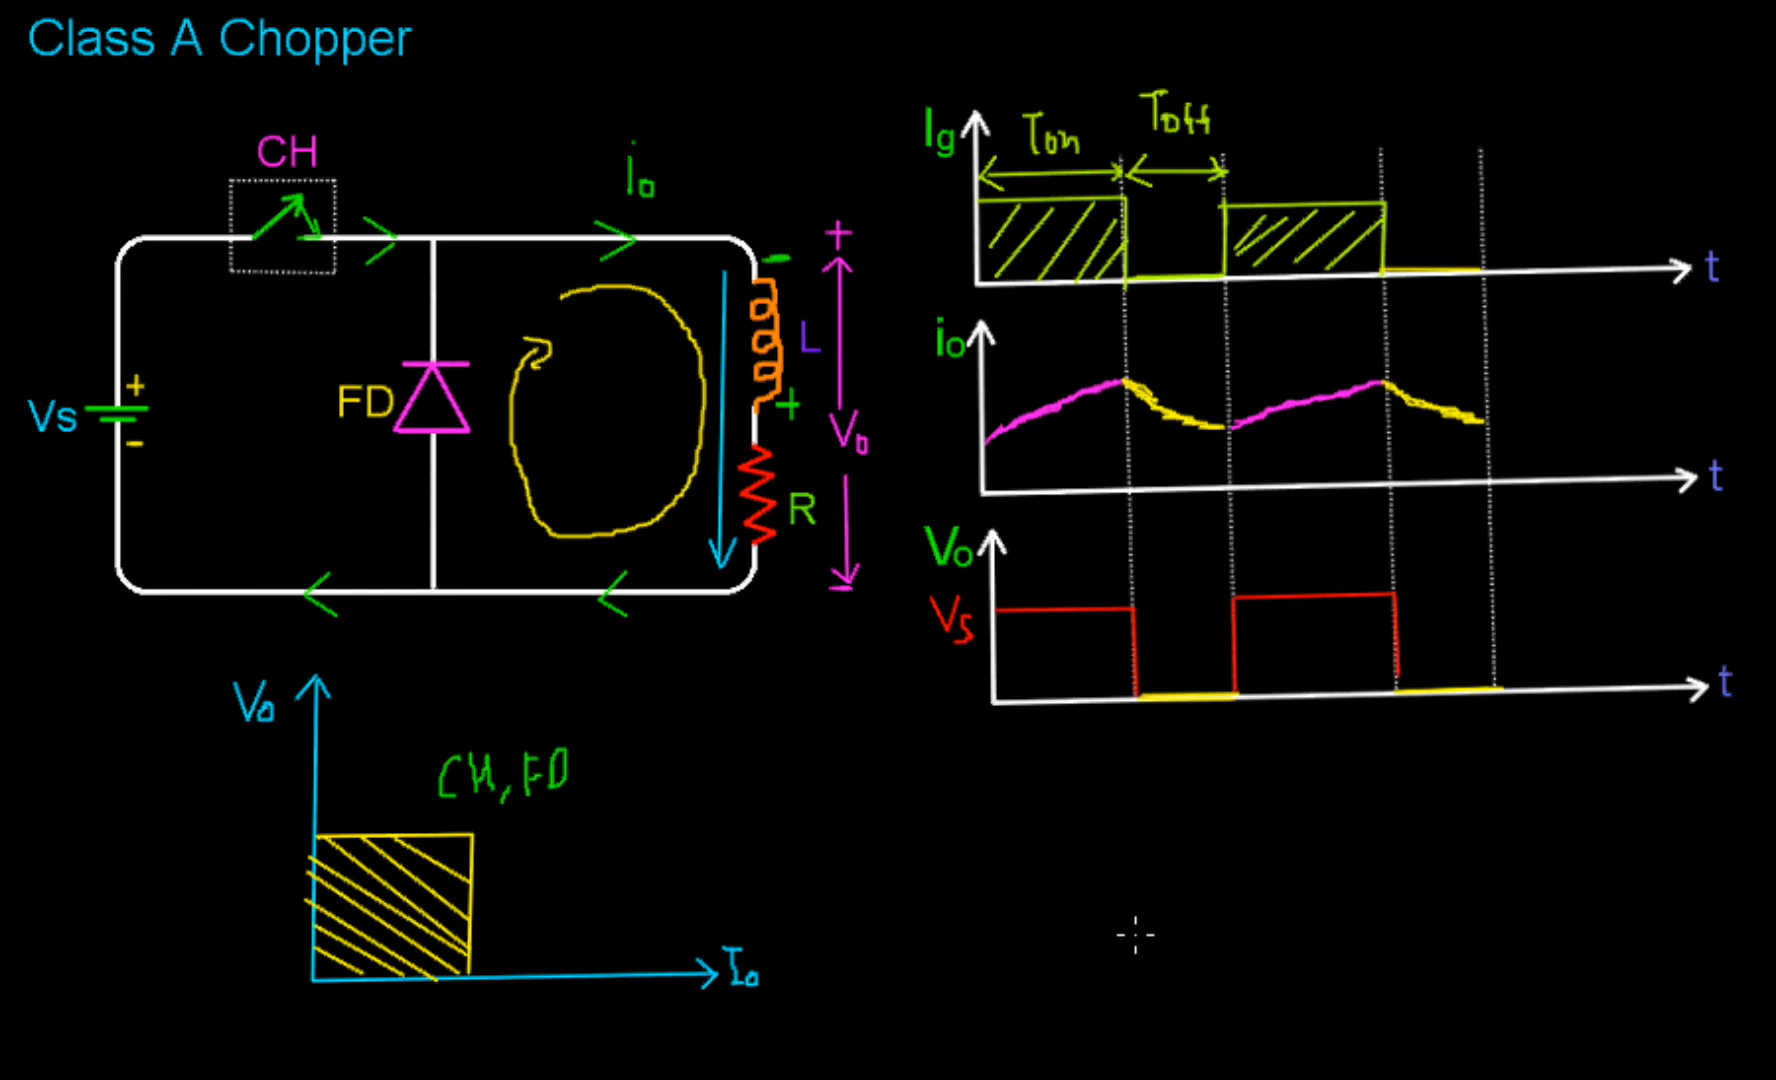 Class A Chopper
CH
io
+
-
L
+
Vs
+
-
FD
Vo
R
-
Vo
CH, FD
Io
Ig
Ton
Toff
t
io
t
Vo
Vs
t